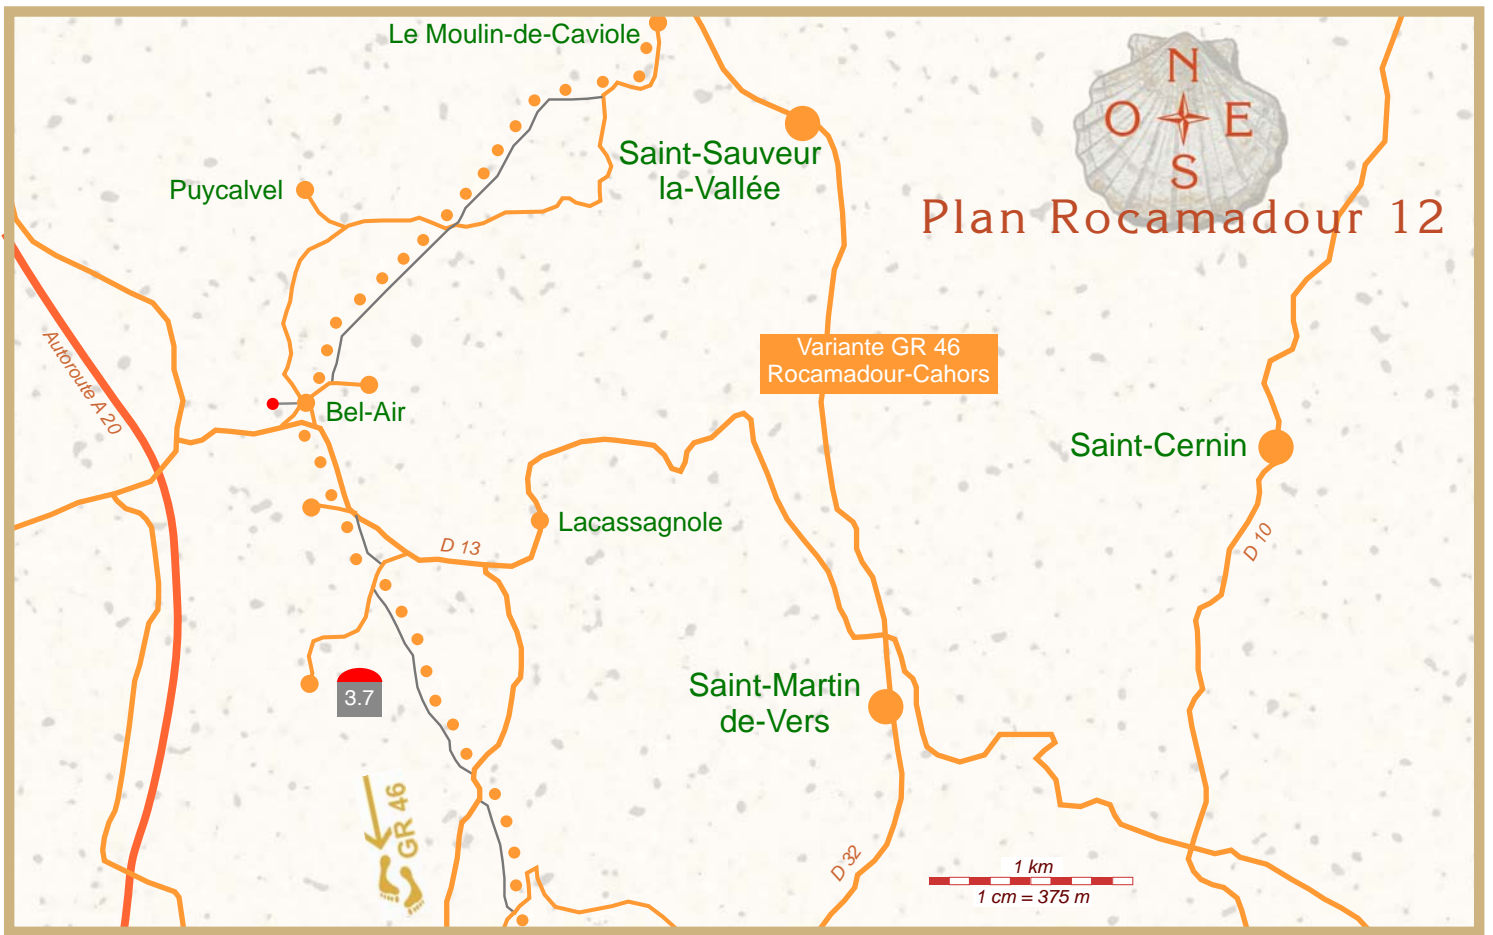 Le Moulin-de-Caviole
N
O E
S
Saint-Sauveur
la-Vallée
Puycalvel
Plan Rocamadour 12
Autoroute A 20
Variante GR 46
Rocamadour-Cahors
Bel-Air
Saint-Cernin
Lacassagnole
D 13
D 10
3.7
Saint-Martin
de-Vers
GR 46
D 32
1 km
1 cm = 375 m